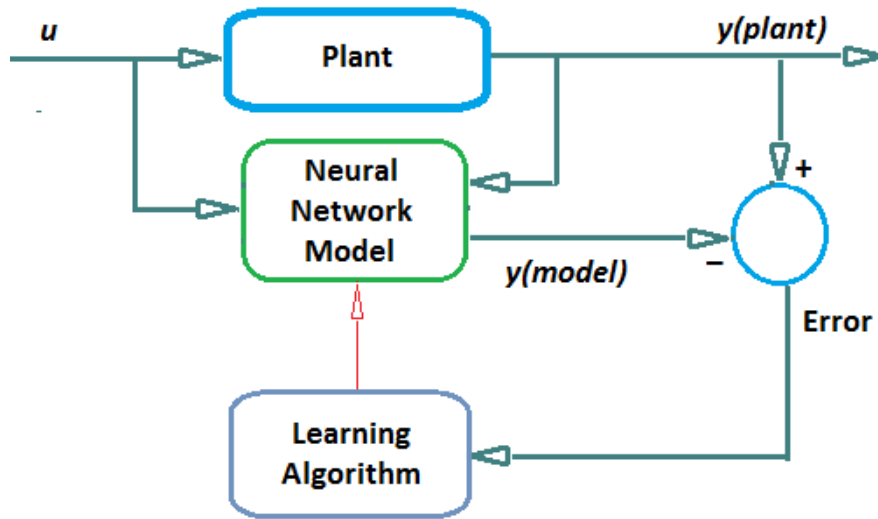 u
Plant
y(plant)
Neural
Network
Model
+
−
y(model)
Error
Learning
Algorithm